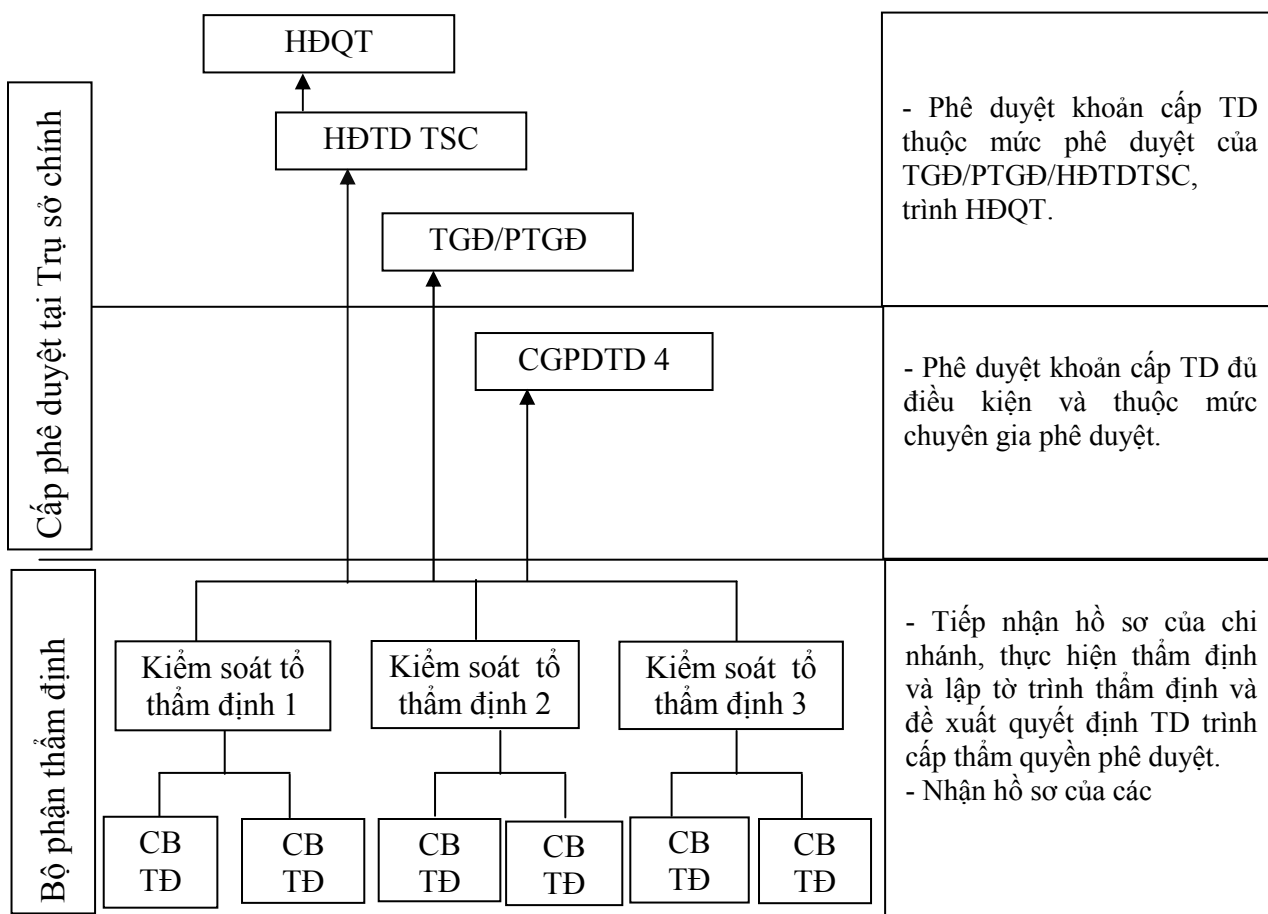 Cấp phê duyệt tại Trụ sở chính
HĐQT
HĐTD TSC
TGĐ/PTGĐ
- Phê duyệt khoản cấp TD
thuộc mức phê duyệt của
TGĐ/PTGĐ/HĐTDTSC,
trình HĐQT.
CGPDTD 4
- Phê duyệt khoản cấp TD đủ
điều kiện và thuộc mức
chuyên gia phê duyệt.
Bộ phận thẩm định
Kiểm soát tổ
thẩm định 1
Kiểm soát tổ
thẩm định 2
Kiểm soát tổ
thẩm định 3
CB
TĐ
CB
TĐ
CB
TĐ
CB
TĐ
CB
TĐ
CB
TĐ
- Tiếp nhận hồ sơ của chi
nhánh, thực hiện thẩm định
và lập tờ trình thẩm định và
đề xuất quyết định TD trình
cấp thẩm quyền phê duyệt.
- Nhận hồ sơ của các